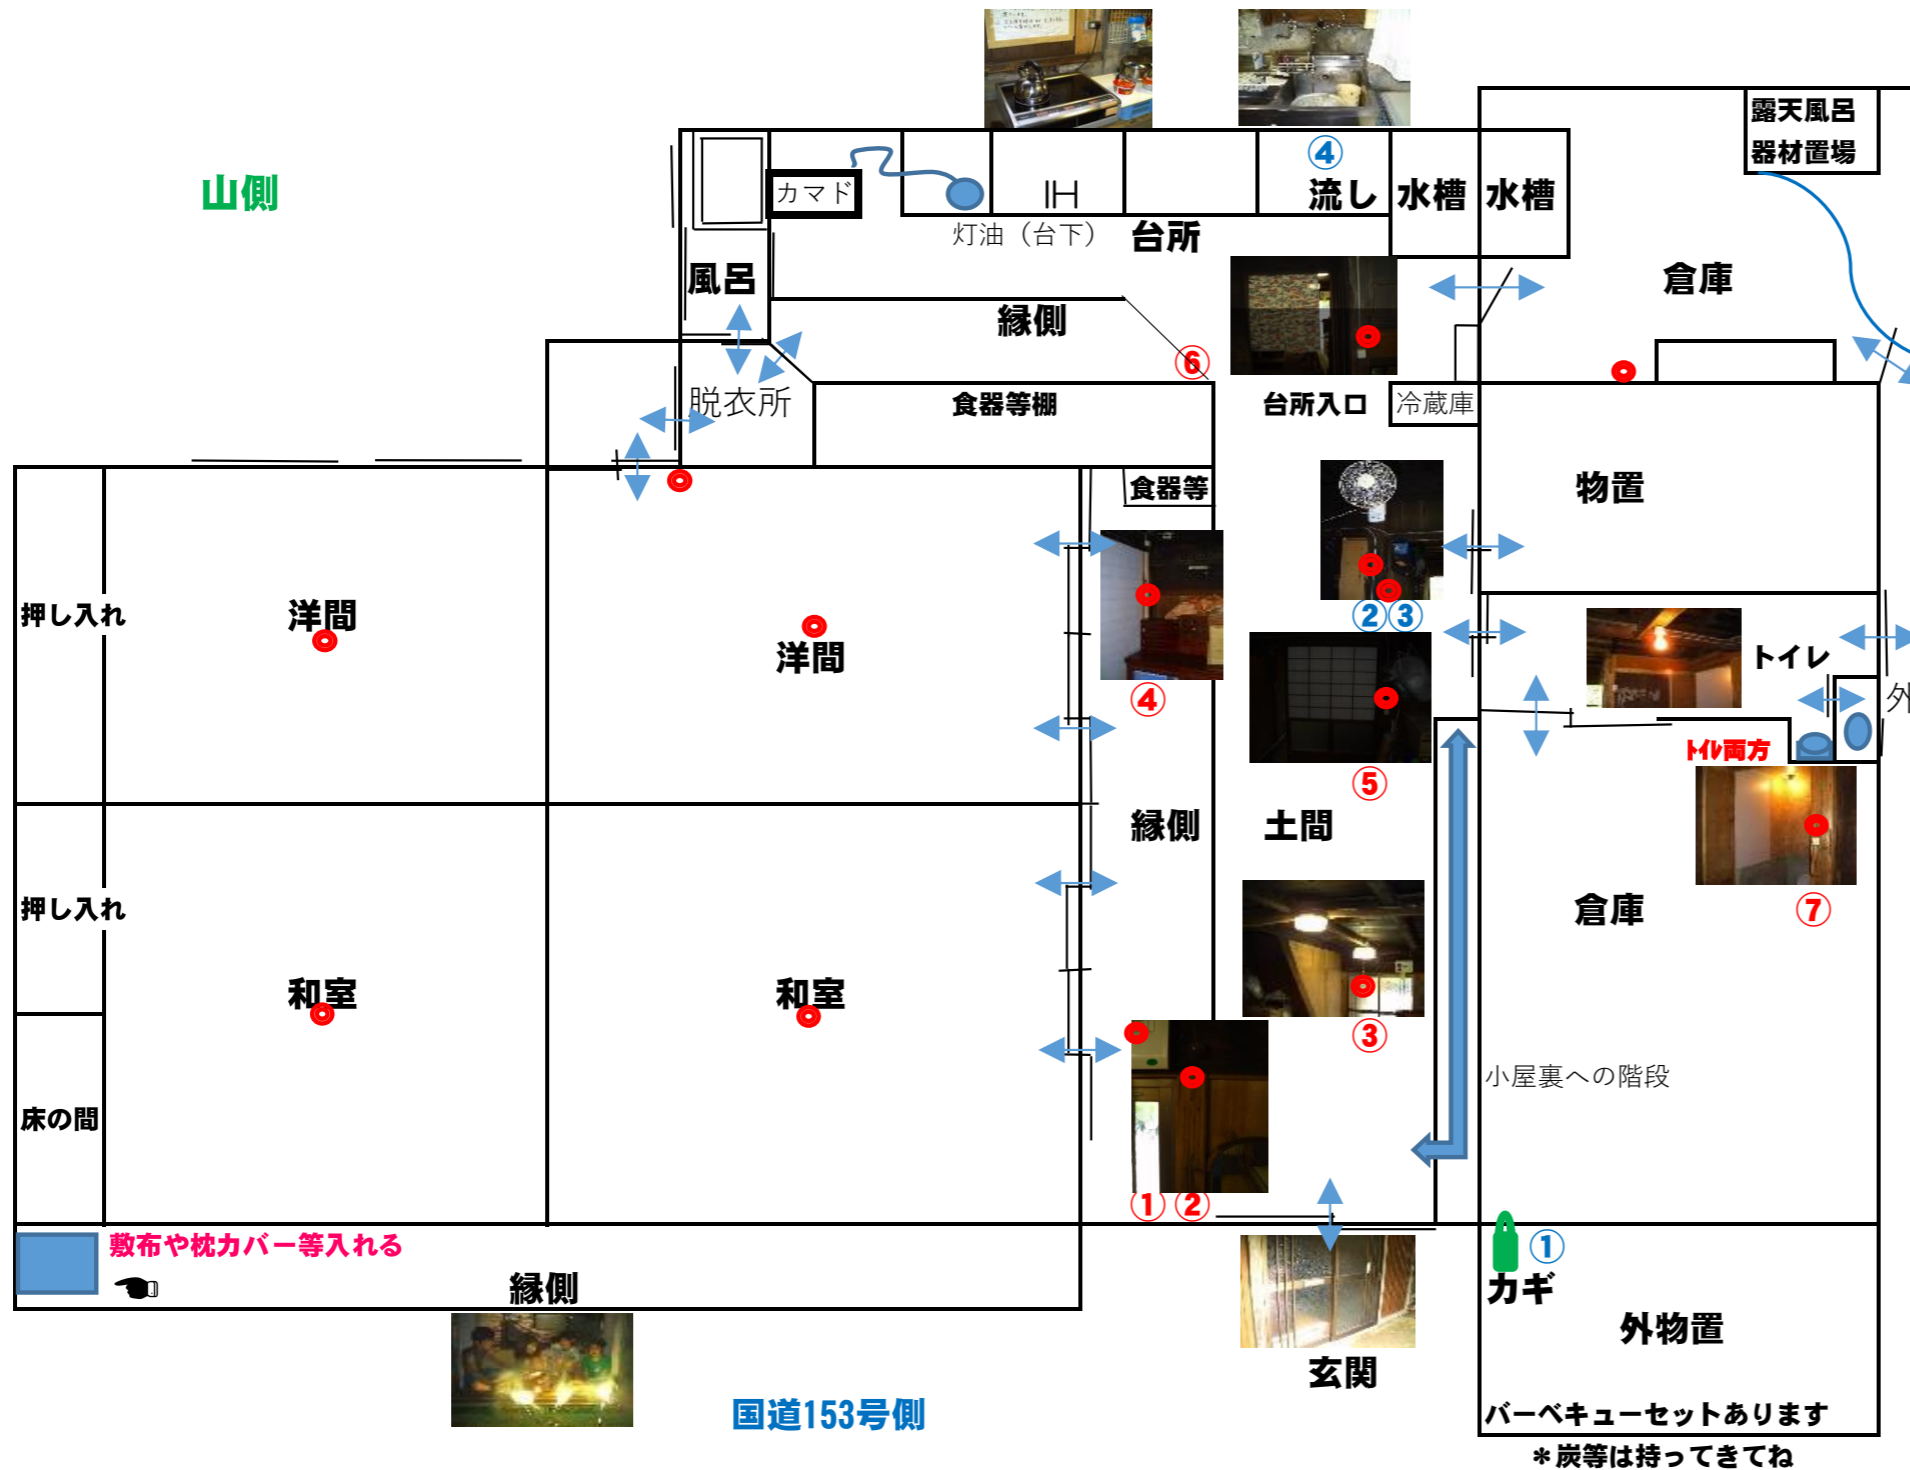 露天風呂
器材置場
山側
④
カマド
IH
流し
水槽
水槽
灯油（台下）
台所
風呂
倉庫
縁側
⑥
脱衣所
食器等棚
台所入口
冷蔵庫
食器等
物置
押し入れ
洋間
洋間
②③
トイレ
外
④
ﾄｲﾚ両方
⑤
縁側
土間
押し入れ
倉庫
⑦
和室
和室
③
小屋裏への階段
床の間
①②
敷布や枕カバー等入れる
①
縁側
カギ
外物置
玄関
国道153号側
バーベキューセットあります
＊炭等は持ってきてね